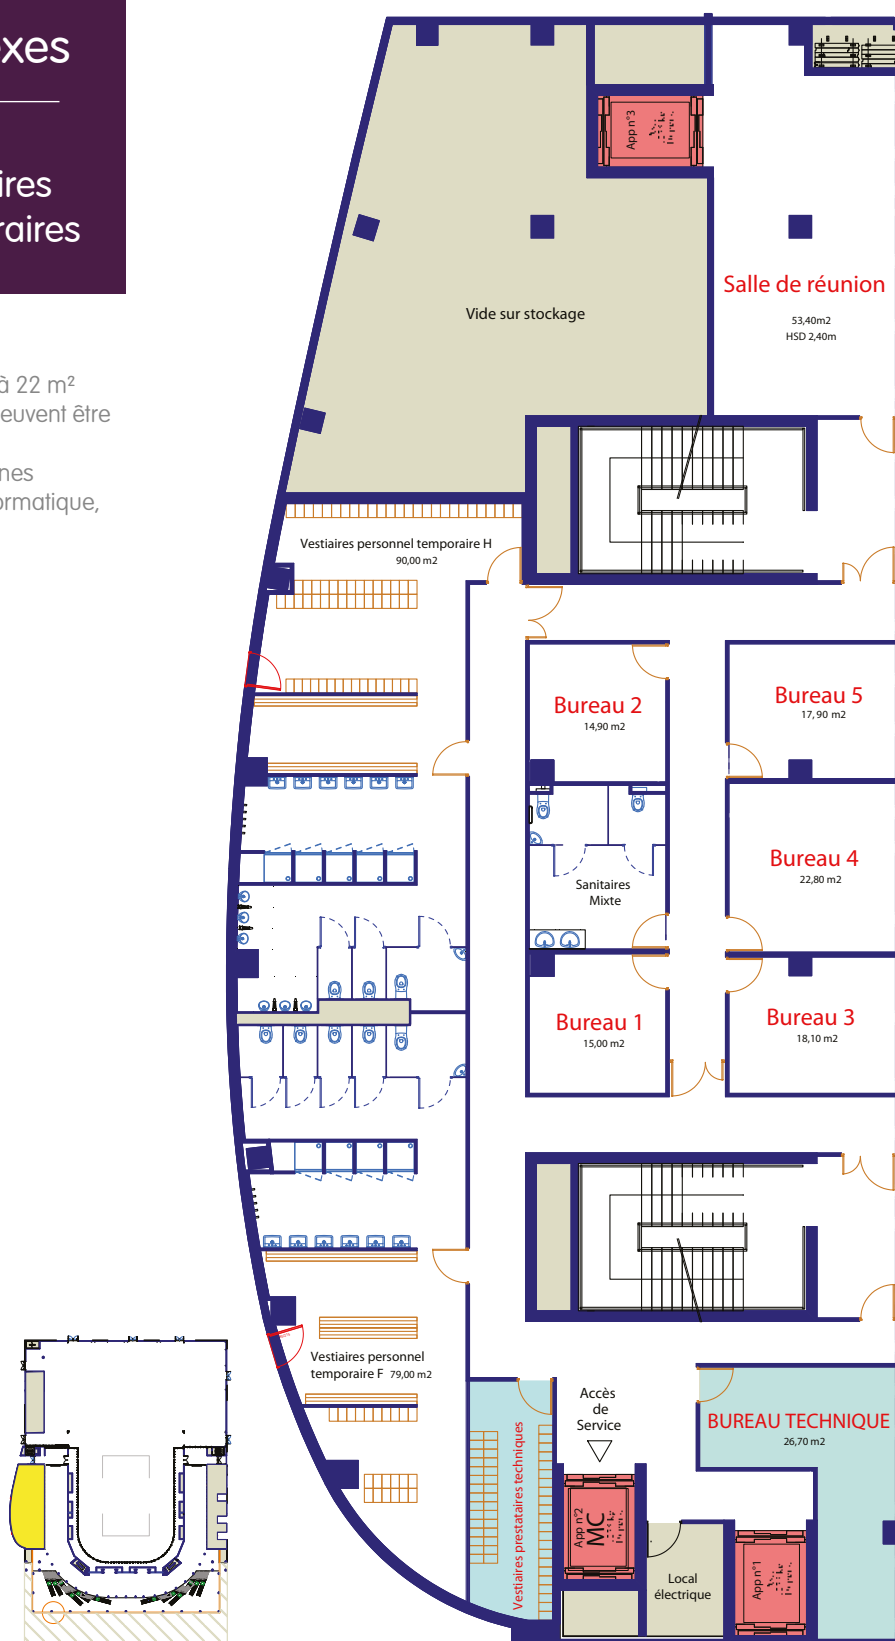 exes
ires
raires
à 22 m²
euvent être
nes
ormatique,
App n°3
Salle de réunion
53,40m2
HSD 2,40m
Vide sur stockage
Vestiaires personnel temporaire H
90,00 m2
Bureau 2
14,90 m2
Bureau 5
17,90 m2
Bureau 4
22,80 m2
Sanitaires
Mixte
Bureau 1
15,00 m2
Bureau 3
18,10 m2
Vestiaires personnel
temporaire F 79,00 m2
Vestiaires prestataires techniques
Accès
de
Service
BUREAU TECHNIQUE
26,70 m2
App n°2
MC
Local
électrique
App n°1